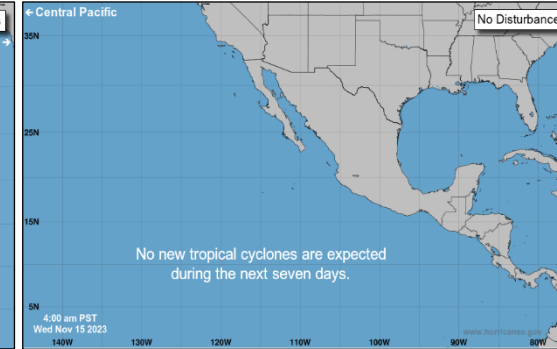 ← Central Pacific
No Disturbance
→
35N
25N
15N
5N
No new tropical cyclones are expected
during the next seven days.
4:00 am PST
Wed Nov 15 2023
www.hurricanes.gov
140W 130W 120W 110W 100W 90W 80W